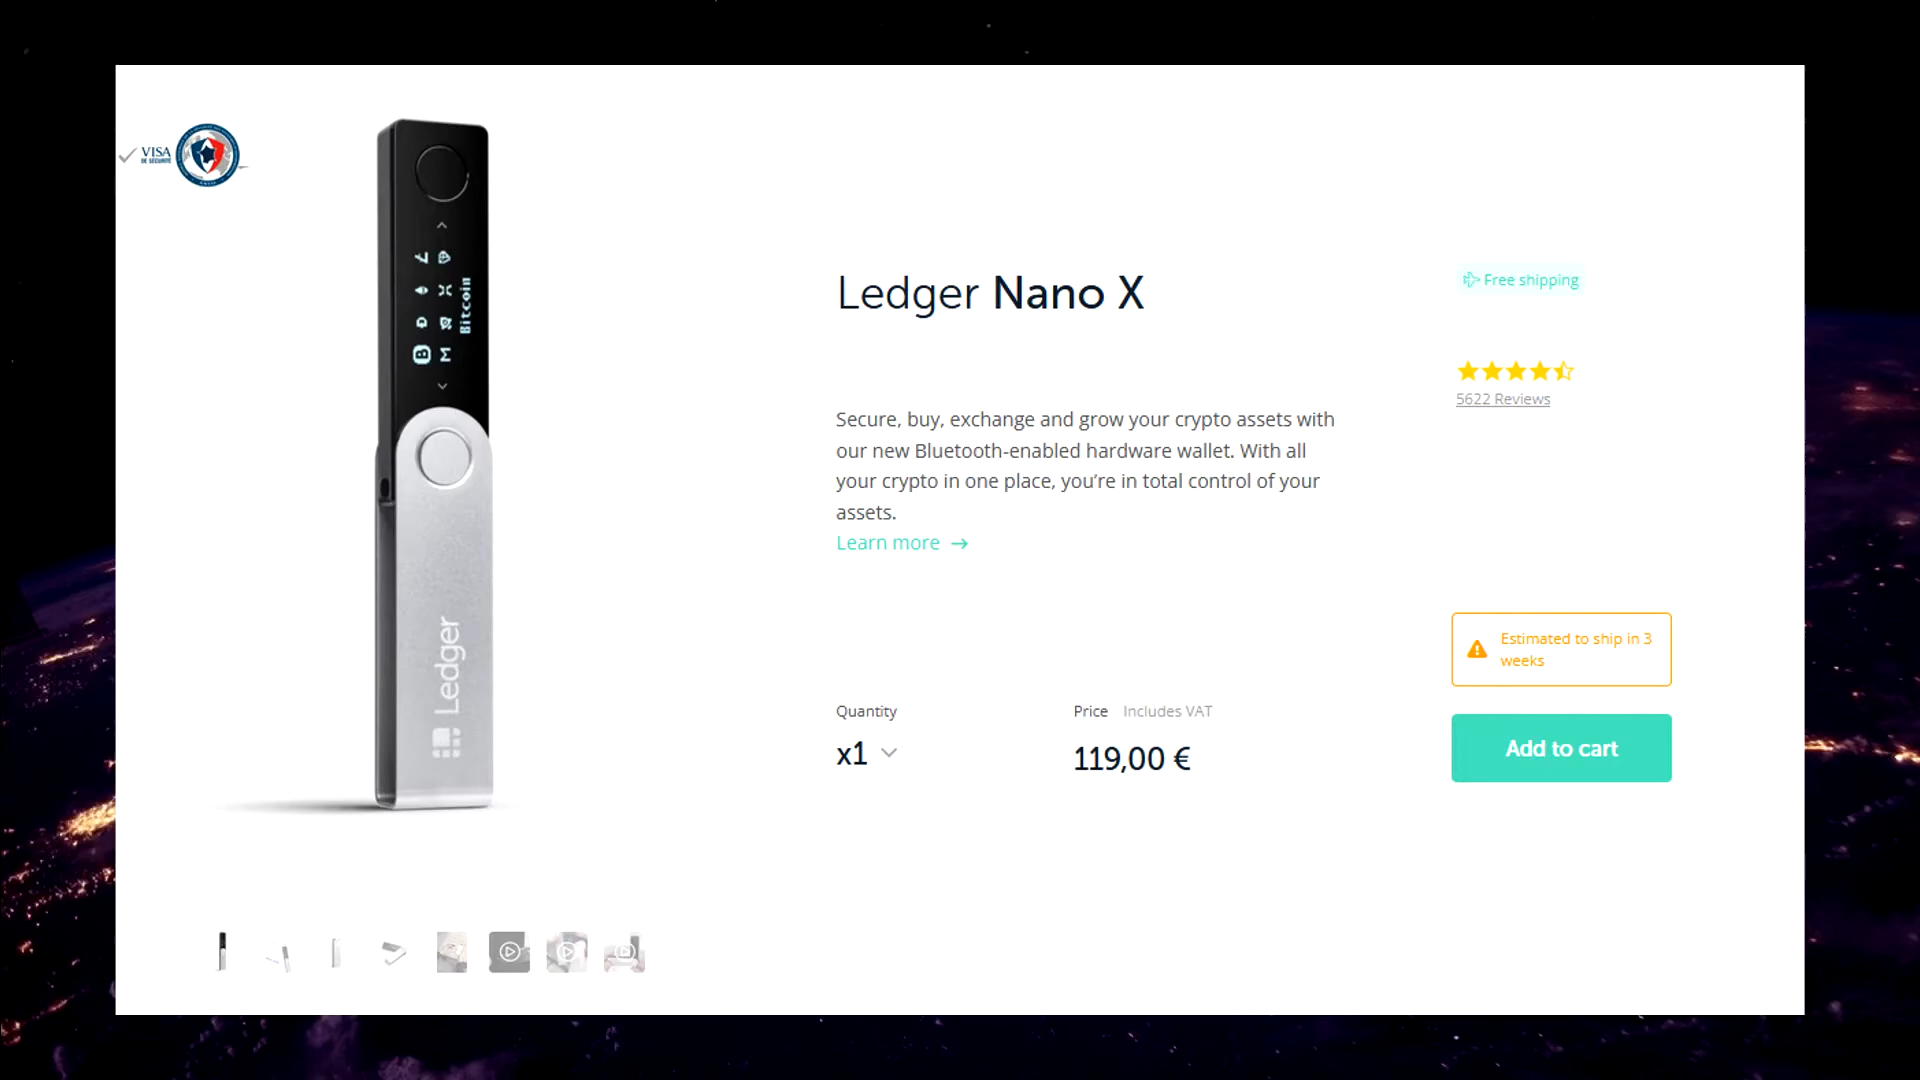 VISA
DE SÉCURITÉ
Bitcoin
Ledger
Ledger Nano X
Free shipping
5622 Reviews
Secure, buy, exchange and grow your crypto assets with
our new Bluetooth-enabled hardware wallet. With all
your crypto in one place, you’re in total control of your
assets.
Learn more →
Estimated to ship in 3
weeks
Quantity
x1
Price Includes VAT
119,00 €
Add to cart